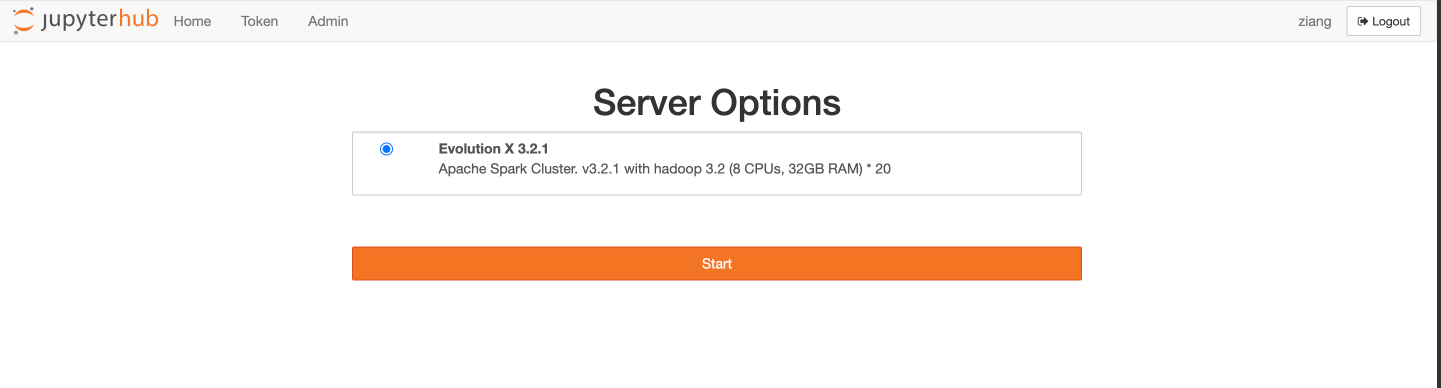 jupyterhub Home Token Admin ziang Logout
Server Options
Evolution X 3.2.1
Apache Spark Cluster. v3.2.1 with hadoop 3.2 (8 CPUs, 32GB RAM) * 20
Start